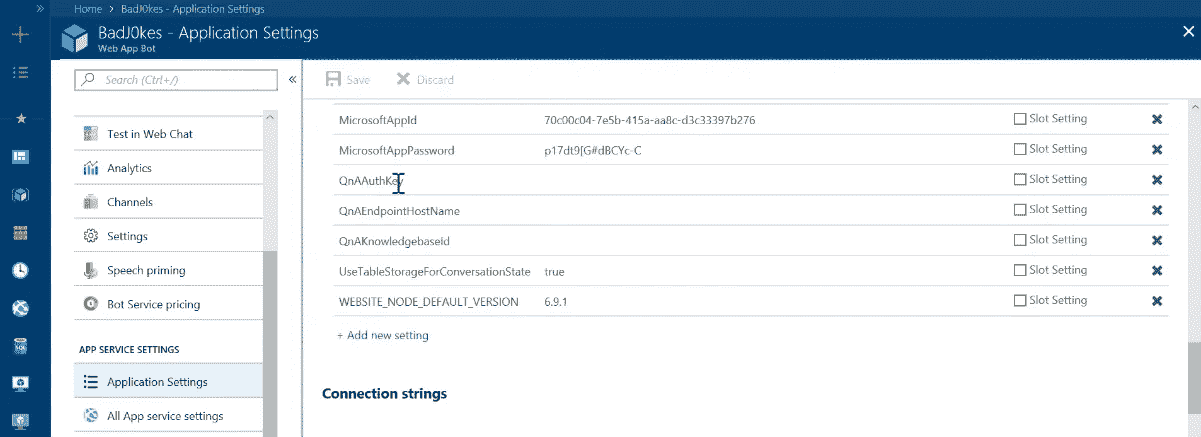 Home > BadJ0kes - Application Settings
BadJ0kes - Application Settings
Web App Bot
Search (Ctrl+/)
Save Discard
Test in Web Chat
Analytics
Channels
Settings
Speech priming
Bot Service pricing
APP SERVICE SETTINGS
Application Settings
All App service settings
MicrosoftAppId 70c00c04-7e5b-415a-aa8c-d3c33397b276 Slot Setting
MicrosoftAppPassword p17dt9[G#dBCYc-C Slot Setting
QnAAuthKey Slot Setting
QnAEndpointHostName Slot Setting
QnAKnowledgebaseId Slot Setting
UseTableStorageForConversationState true Slot Setting
WEBSITE_NODE_DEFAULT_VERSION 6.9.1 Slot Setting
+ Add new setting
Connection strings